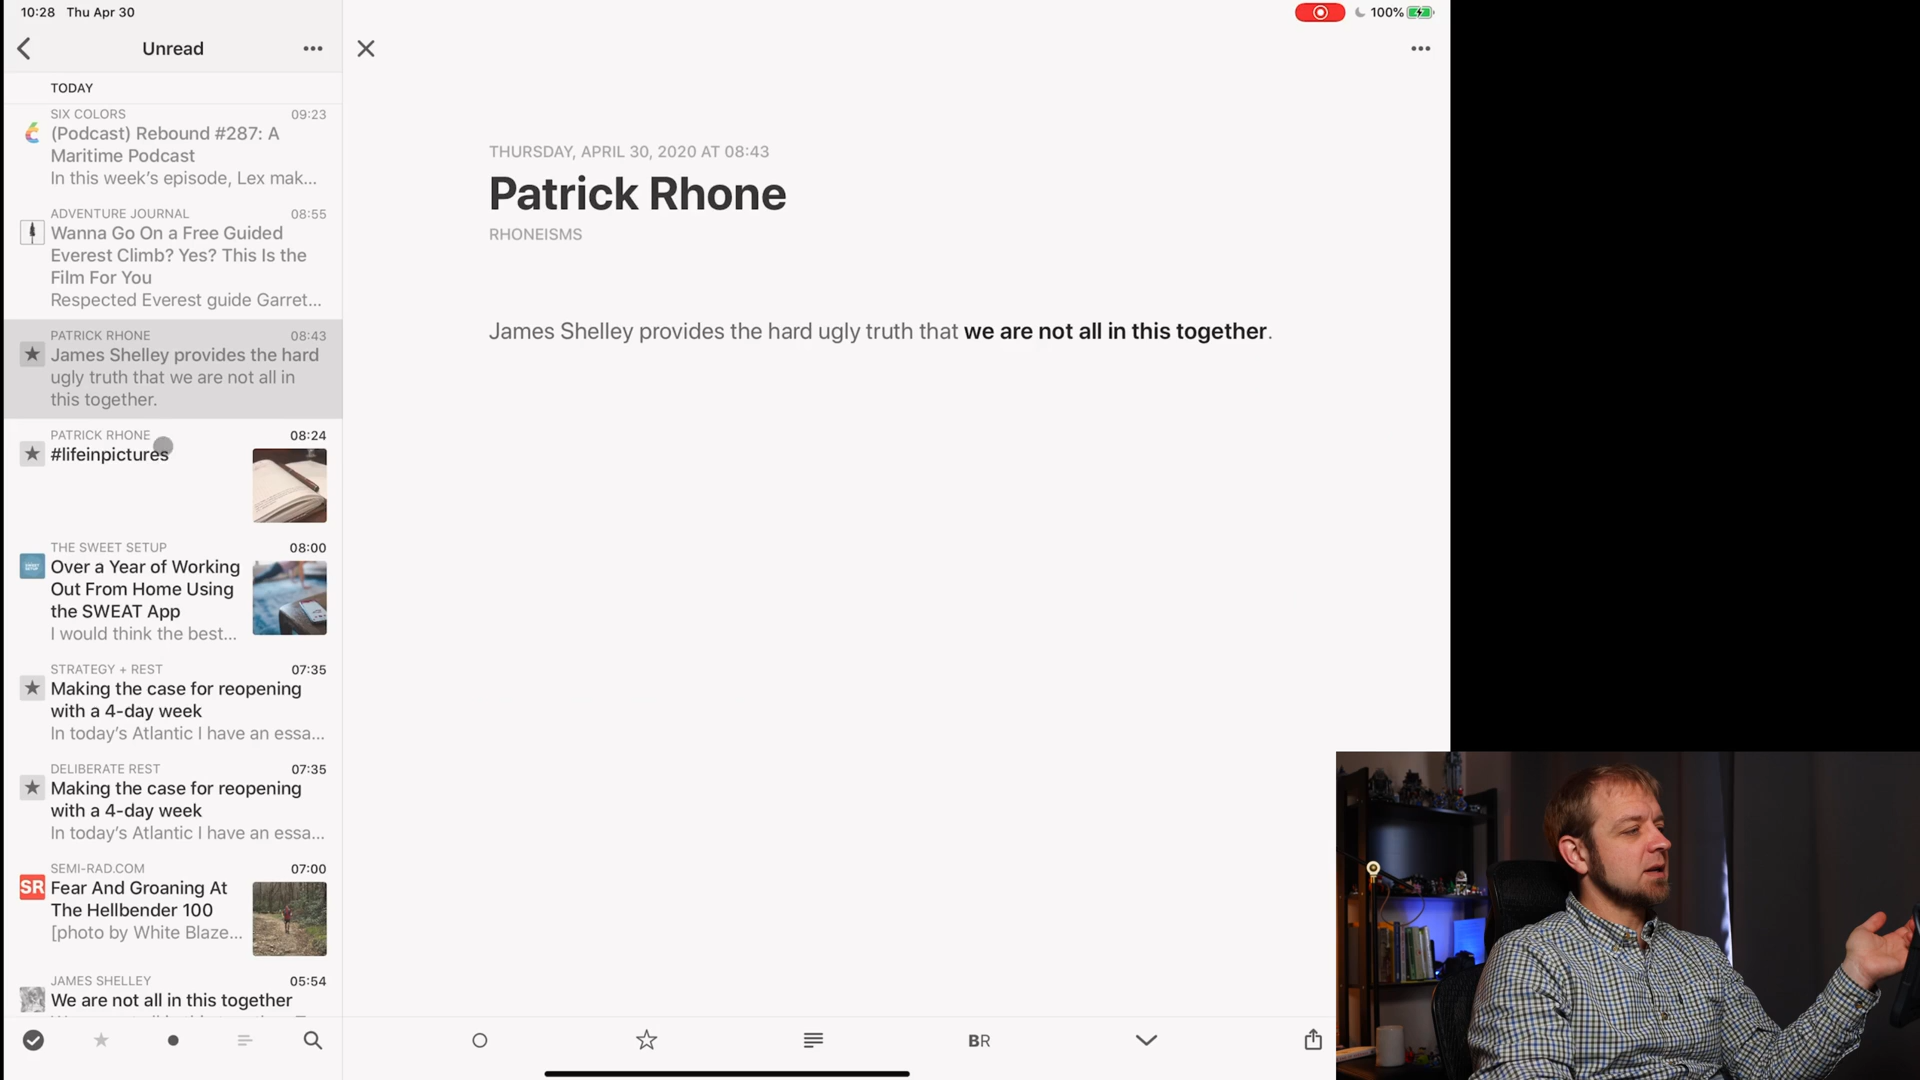 10:28 Thu Apr 30
100%
Unread
TODAY
SIX COLORS 09:23
(Podcast) Rebound #287: A
Maritime Podcast
In this week's episode, Lex mak...
ADVENTURE JOURNAL 08:55
Wanna Go On a Free Guided
Everest Climb? Yes? This Is the
Film For You
Respected Everest guide Garret...
PATRICK RHONE 08:43
James Shelley provides the hard
ugly truth that we are not all in
this together.
PATRICK RHONE 08:24
#lifeinpictures
THE SWEET SETUP 08:00
Over a Year of Working
Out From Home Using
the SWEAT App
I would think the best...
STRATEGY + REST 07:35
Making the case for reopening
with a 4-day week
In today's Atlantic I have an essa...
DELIBERATE REST 07:35
Making the case for reopening
with a 4-day week
In today's Atlantic I have an essa...
SEMI-RAD.COM 07:00
SR
Fear And Groaning At
The Hellbender 100
[photo by White Blaze...
JAMES SHELLEY 05:54
We are not all in this together
THURSDAY, APRIL 30, 2020 AT 08:43
Patrick Rhone
RHONEISMS
James Shelley provides the hard ugly truth that we are not all in this together.
BR